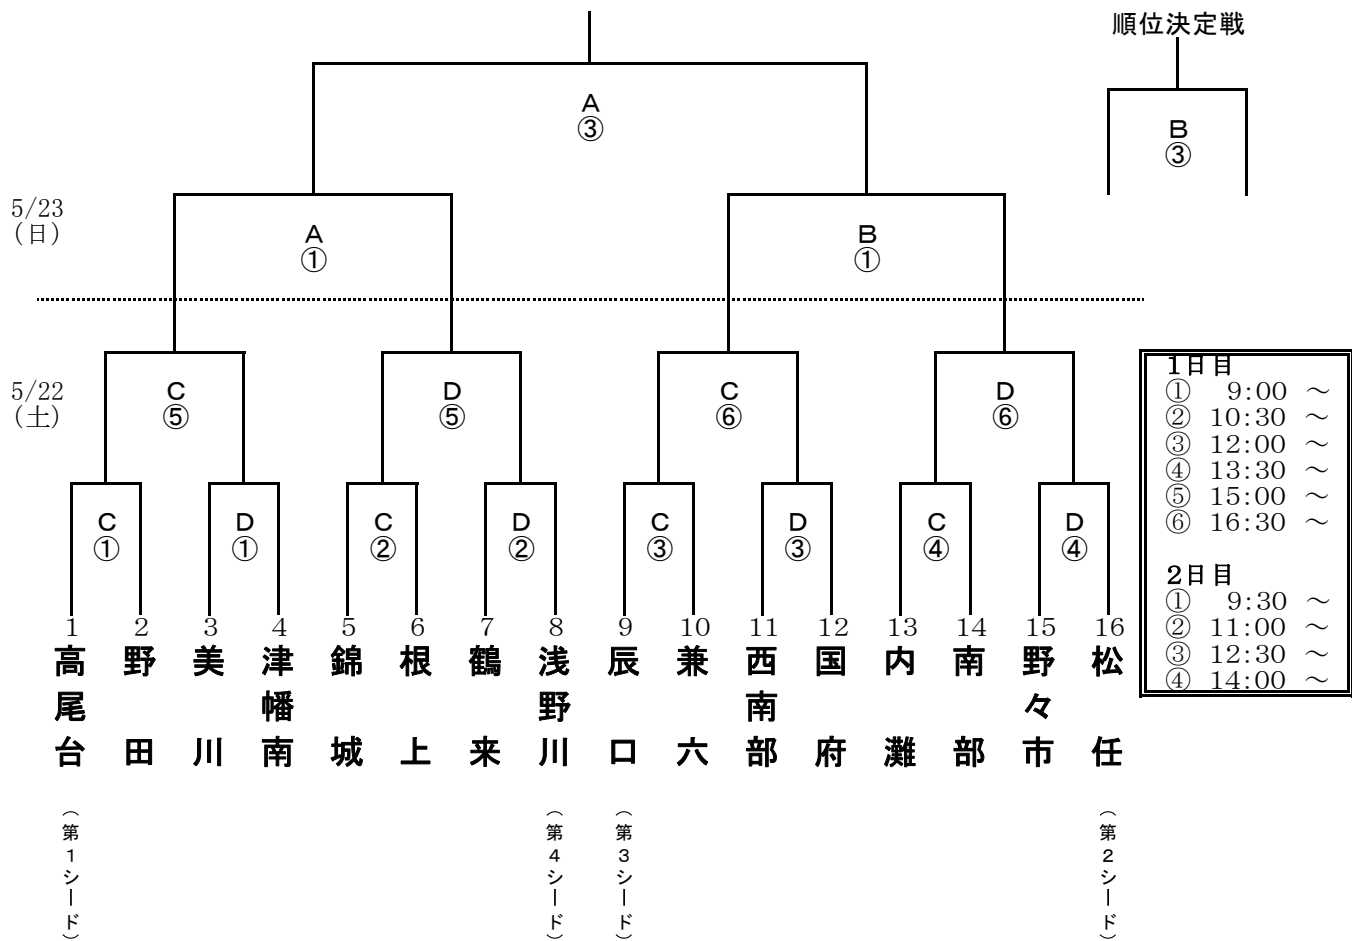 順位決定戦
A
③
B
③
5/23
(日)
A
①
B
①
5/22
(土)
C
⑤
D
⑤
C
⑥
D
⑥
C
①
D
①
C
②
D
②
C
③
D
③
C
④
D
④
1日目
① 9:00 ～
② 10:30 ～
③ 12:00 ～
④ 13:30 ～
⑤ 15:00 ～
⑥ 16:30 ～
2日目
① 9:30 ～
② 11:00 ～
③ 12:30 ～
④ 14:00 ～
1 2 3 4 5 6 7 8 9 10 11 12 13 14 15 16
高尾台
野田
美川
津幡南
錦城
根上
鶴来
浅野川
辰口
兼六
西南部
国府
内灘
南部
野々市
松任
(第1シード)
(第4シード)
(第3シード)
(第2シード)